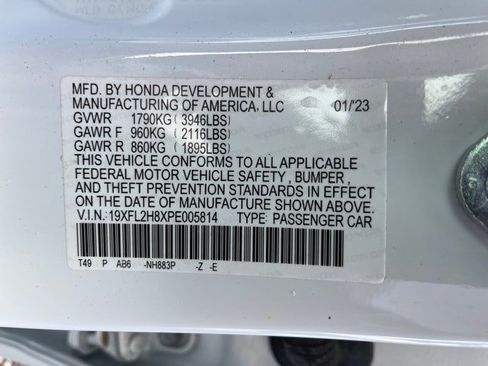 MFD. BY HONDA DEVELOPMENT &
MANUFACTURING OF AMERICA, LLC 01/'23
GVWR 1790KG (3946LBS)
GAWR F 960KG (2116LBS)
GAWR R 860KG (1895LBS)
THIS VEHICLE CONFORMS TO ALL APPLICABLE
FEDERAL MOTOR VEHICLE SAFETY, BUMPER,
AND THEFT PREVENTION STANDARDS IN EFFECT
ON THE DATE OF MANUFACTURE SHOWN ABOVE.
V.I.N: 19XFL2H8XPE005814 TYPE: PASSENGER CAR
T49 P AB6 -NH883P -Z -E